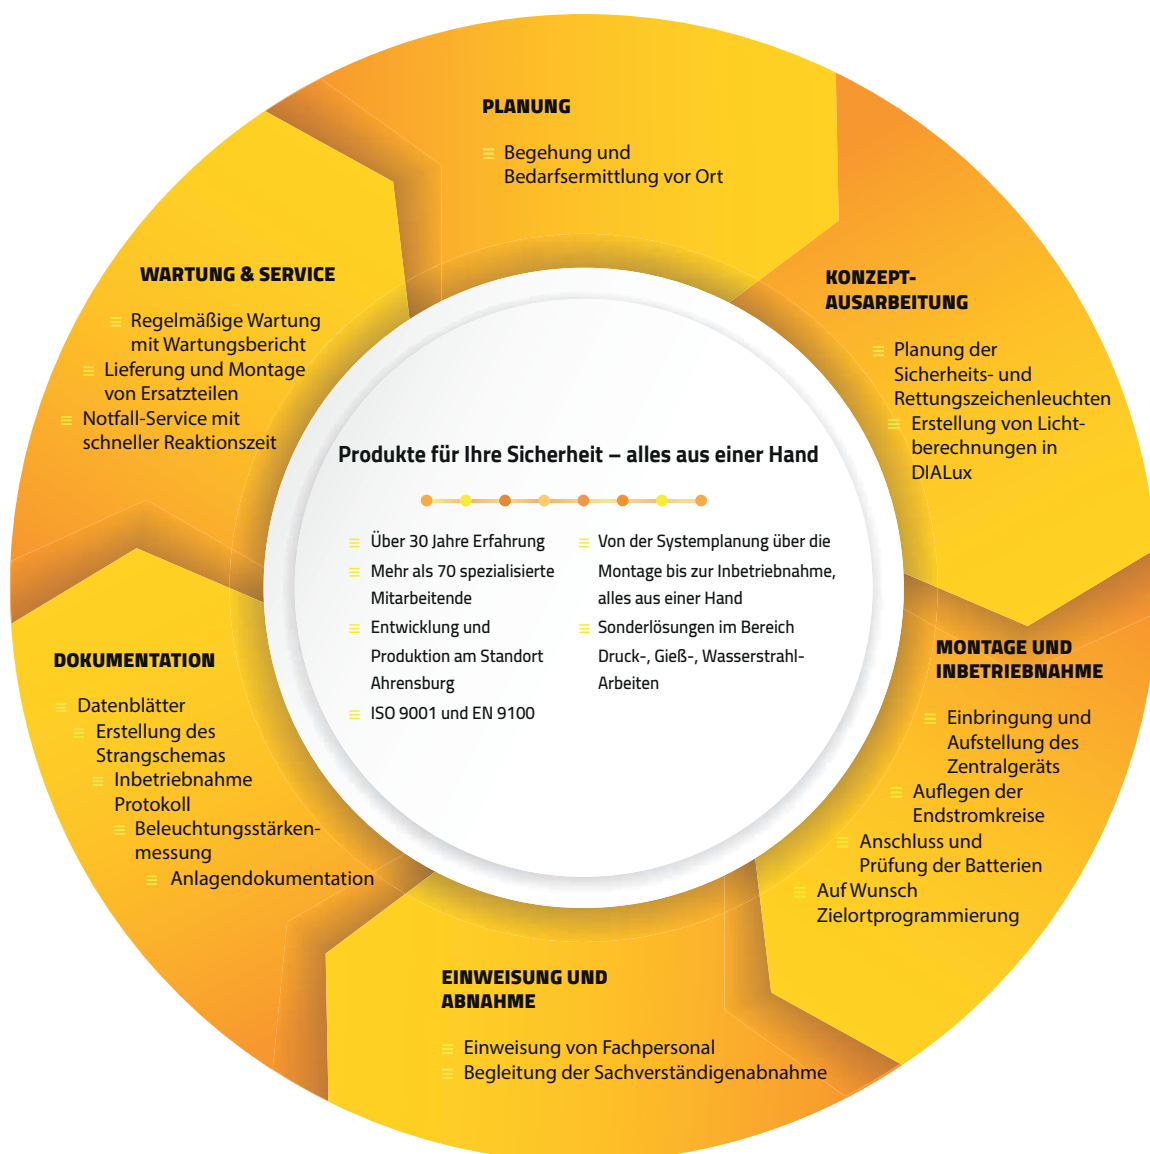 PLANUNG
Begehung und
Bedarfsermittlung vor Ort
KONZEPT-
AUSARBEITUNG
Planung der
Sicherheits- und
Rettungszeichenleuchten
Erstellung von Licht-
berechnungen in
DIALux
MONTAGE UND
INBETRIEBNAHME
Einbringung und
Aufstellung des
Zentralgeräts
Auflegen der
Endstromkreise
Anschluss und
Prüfung der Batterien
Auf Wunsch
Zielortprogrammierung
EINWEISUNG UND
ABNAHME
Einweisung von Fachpersonal
Begleitung der Sachverständigenabnahme
DOKUMENTATION
Datenblätter
Erstellung des
Strangschemas
Inbetriebnahme
Protokoll
Beleuchtungsstärken-
messung
Anlagendokumentation
WARTUNG & SERVICE
Regelmäßige Wartung
mit Wartungsbericht
Lieferung und Montage
von Ersatzteilen
Notfall-Service mit
schneller Reaktionszeit
Produkte für Ihre Sicherheit – alles aus einer Hand
Über 30 Jahre Erfahrung
Mehr als 70 spezialisierte
Mitarbeitende
Entwicklung und
Produktion am Standort
Ahrensburg
ISO 9001 und EN 9100
Von der Systemplanung über die
Montage bis zur Inbetriebnahme,
alles aus einer Hand
Sonderlösungen im Bereich
Druck-, Gieß-, Wasserstrahl-
Arbeiten